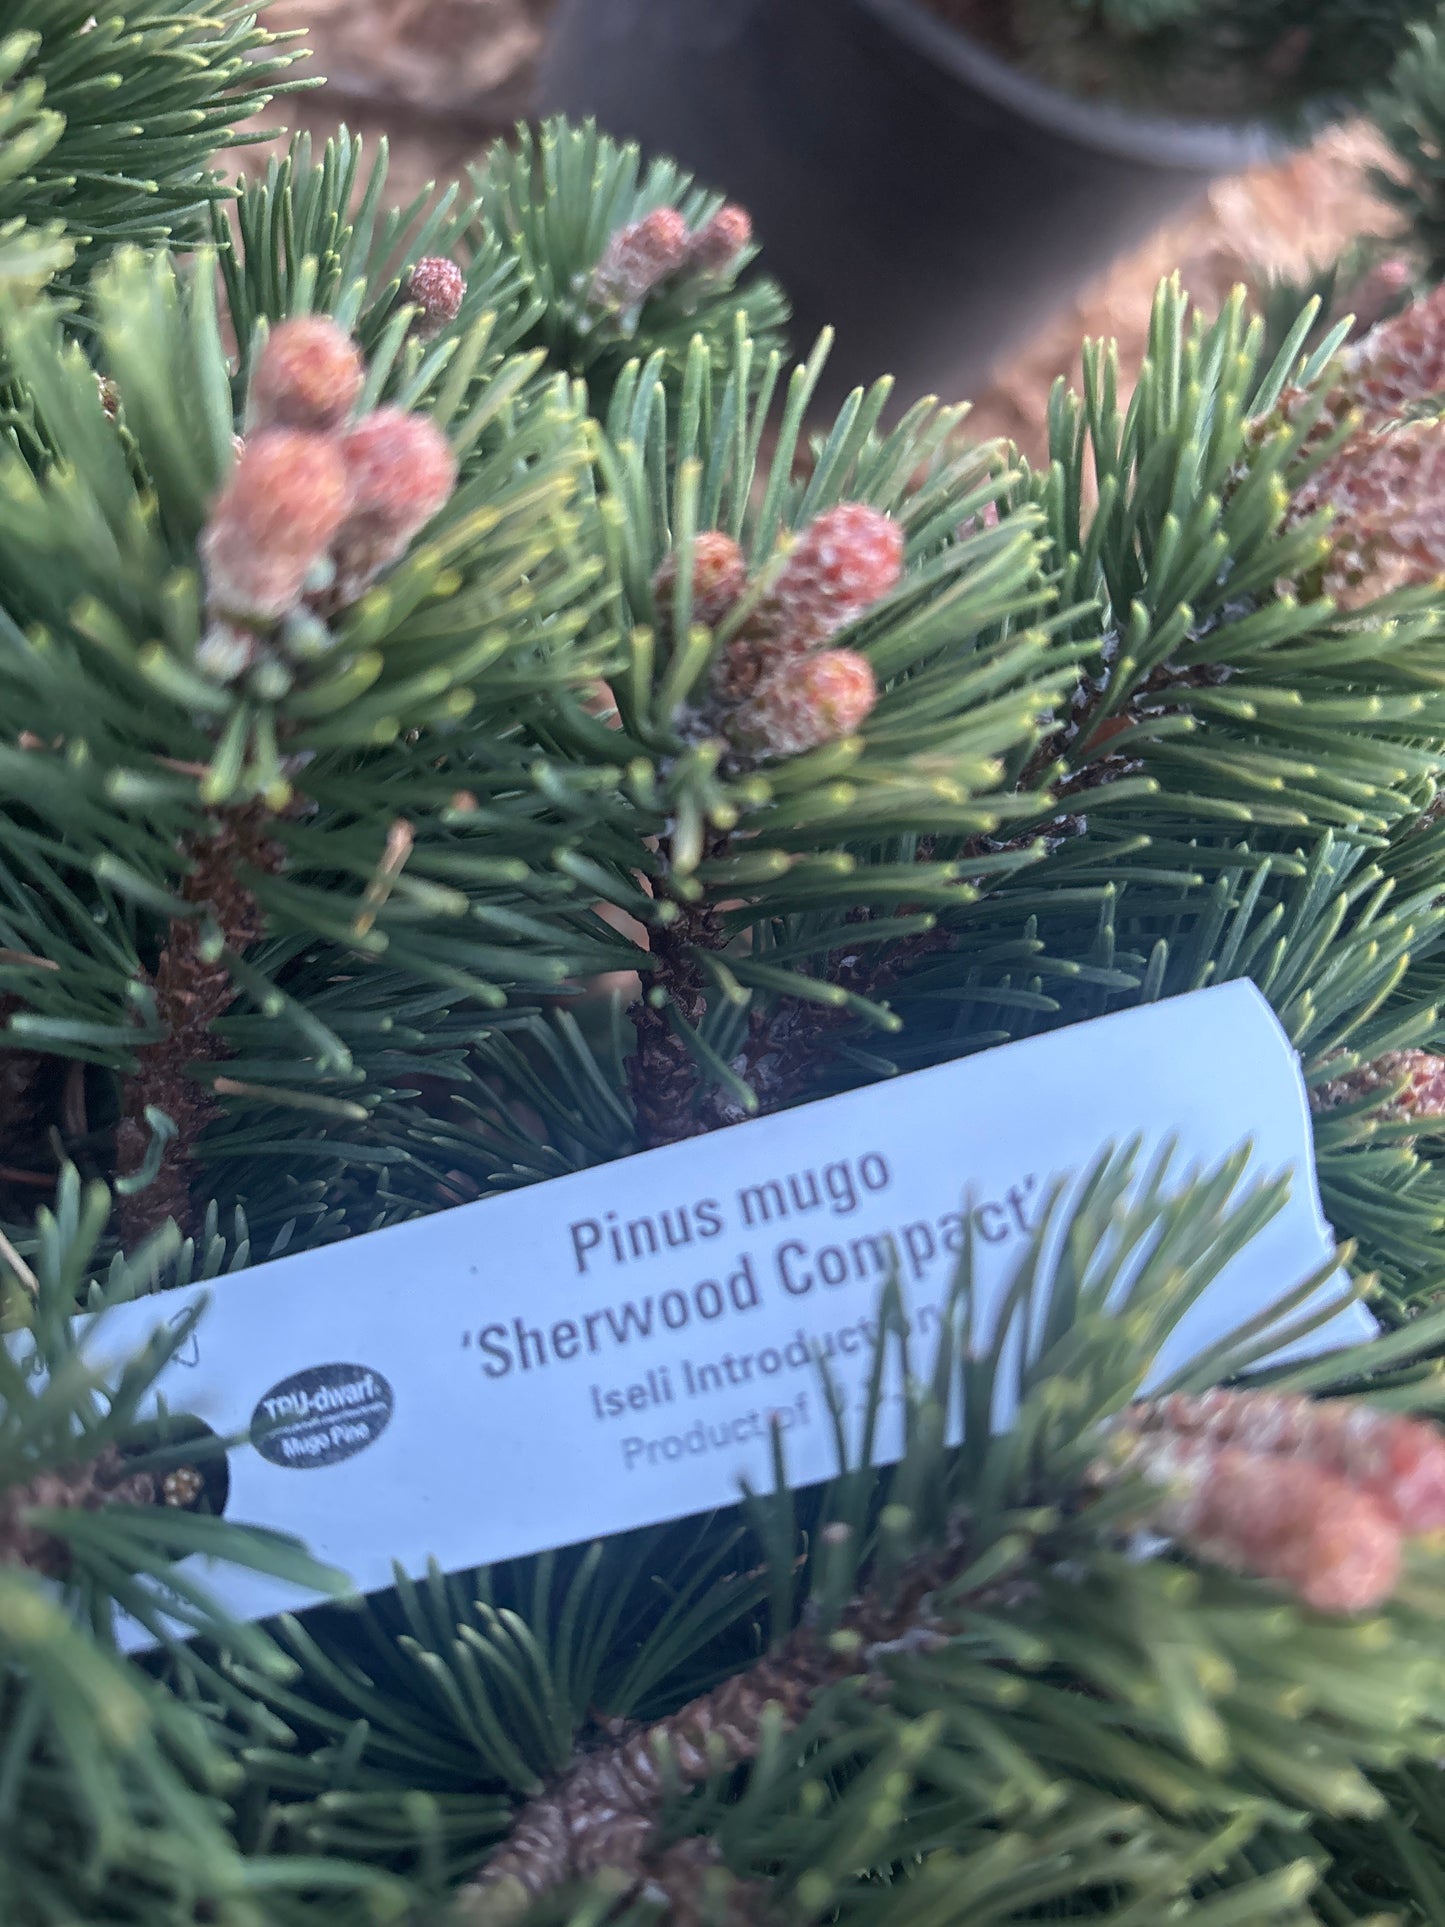 Pinus mugo
'Sherwood Compact'
Iseli Introduction
Product of U.S.
TRU-dwarf
Mugo Pine